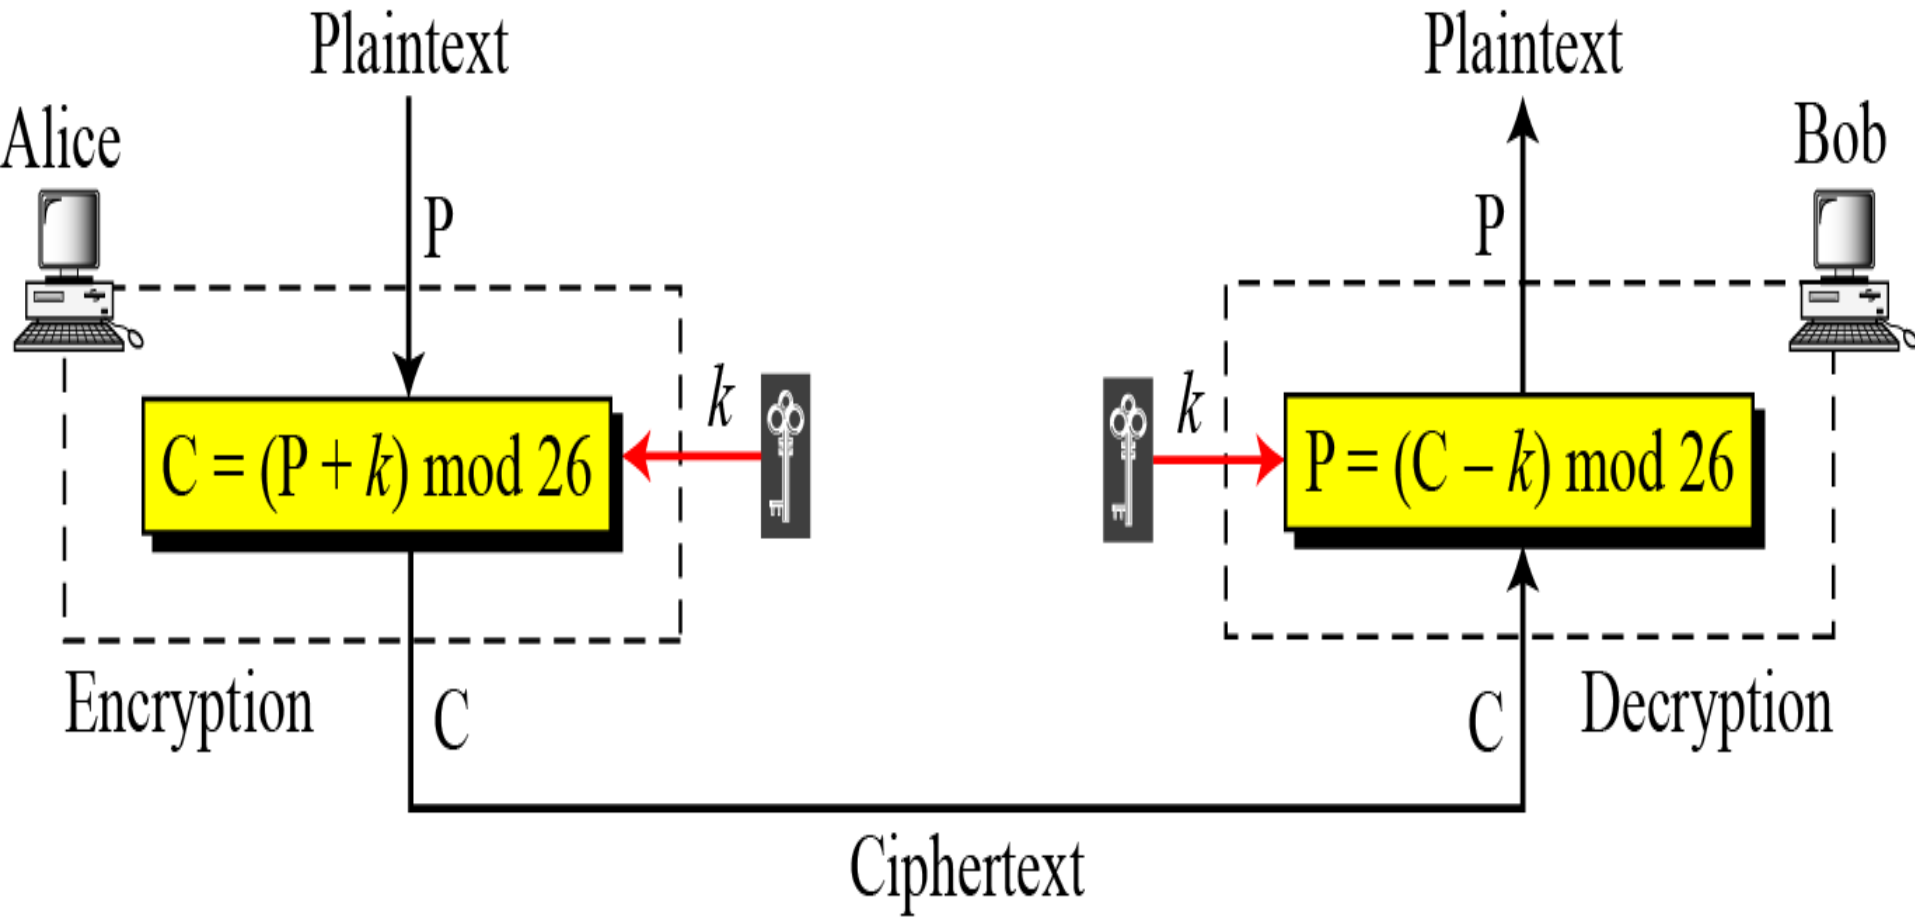 Plaintext
Plaintext
Alice
Bob
P
P
k
k
C = (P + k) mod 26
P = (C – k) mod 26
Encryption
C
C
Decryption
Ciphertext